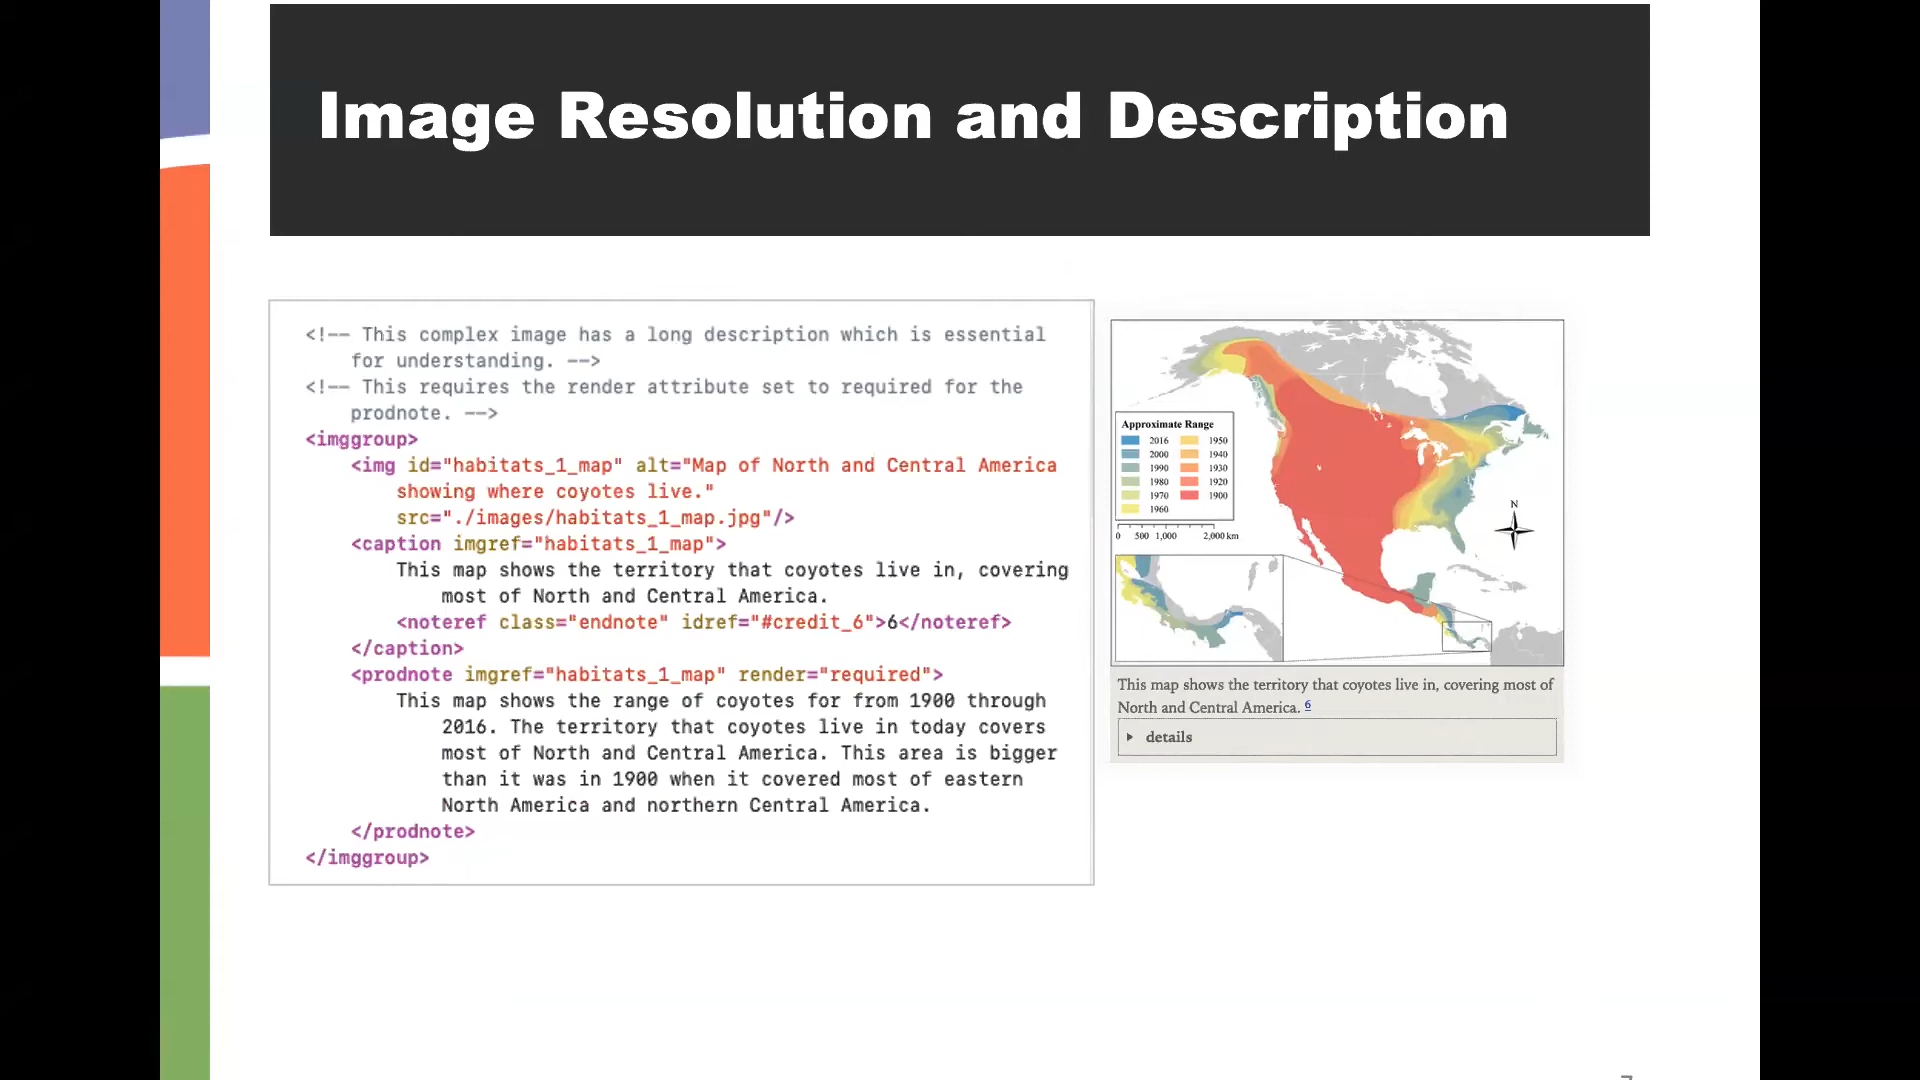 Image Resolution and Description
<!-- This complex image has a long description which is essential
for understanding. -->
<!-- This requires the render attribute set to required for the
prodnote. -->
<imggroup>
<img id="habitats_1_map" alt="Map of North and Central America
showing where coyotes live."
src="./images/habitats_1_map.jpg"/>
<caption imgref="habitats_1_map">
This map shows the territory that coyotes live in, covering
most of North and Central America.
<noteref class="endnote" idref="#credit_6">6</noteref>
</caption>
<prodnote imgref="habitats_1_map" render="required">
This map shows the range of coyotes for from 1900 through
2016. The territory that coyotes live in today covers
most of North and Central America. This area is bigger
than it was in 1900 when it covered most of eastern
North America and northern Central America.
</prodnote>
</imggroup>
Approximate Range
2016 1950
2000 1940
1990 1930
1980 1920
1970 1900
1960
0 500 1,000 2,000 km
N
This map shows the territory that coyotes live in, covering most of
North and Central America. 6
details